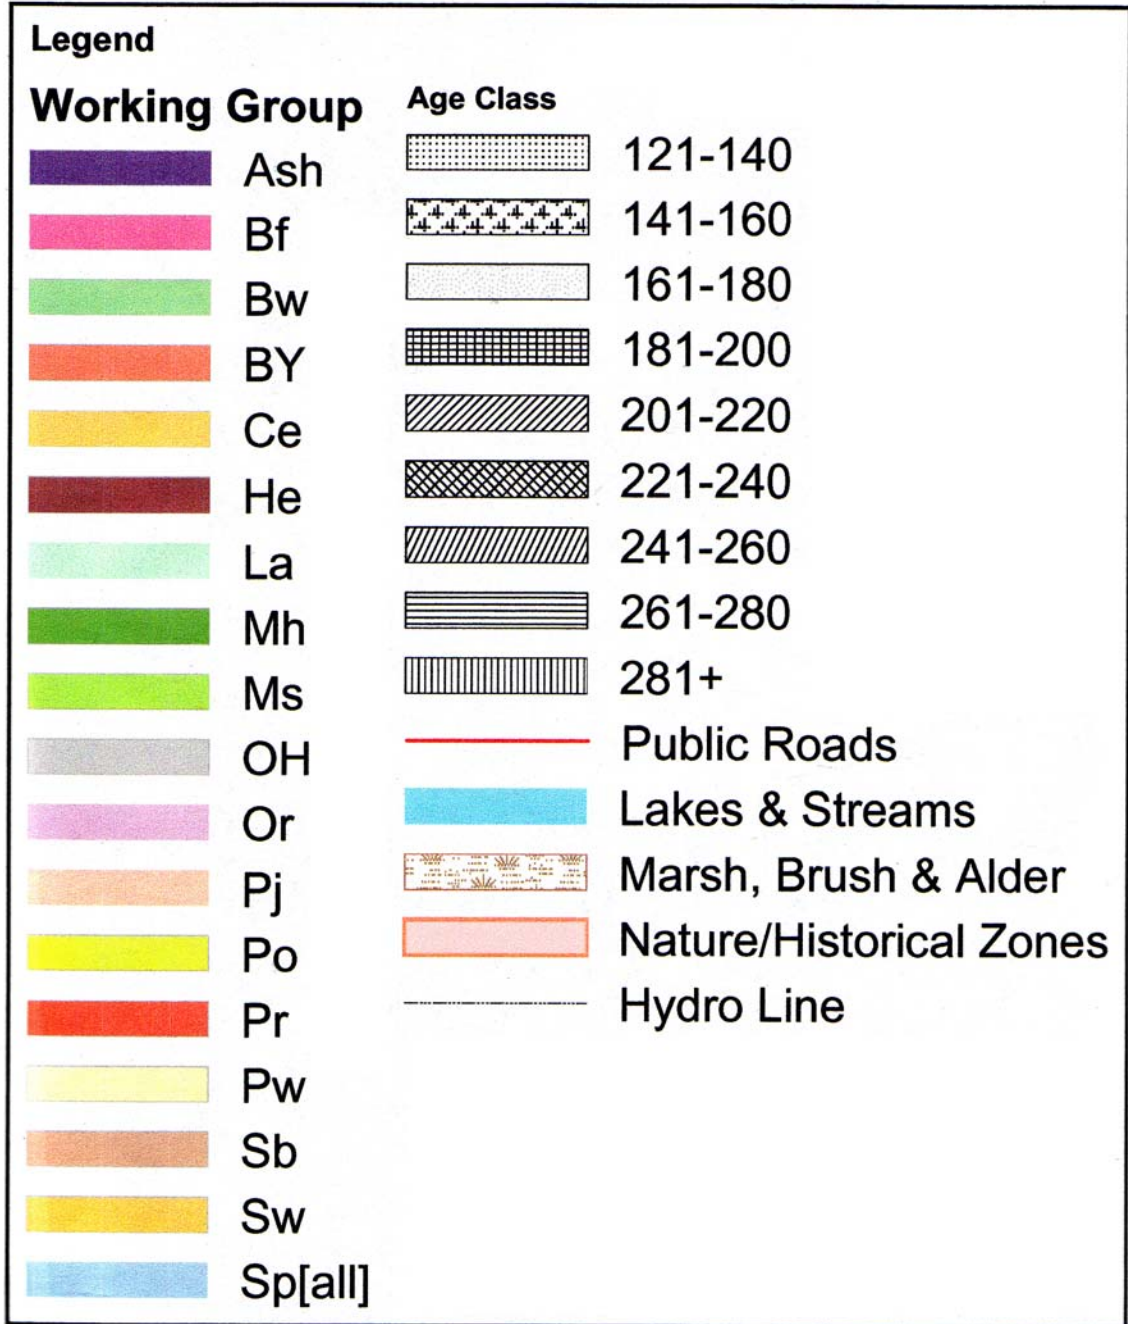 Legend
Working Group
Ash
Bf
Bw
BY
Ce
He
La
Mh
Ms
OH
Or
Pj
Po
Pr
Pw
Sb
Sw
Sp[all]
Age Class
121-140
141-160
161-180
181-200
201-220
221-240
241-260
261-280
281+
Public Roads
Lakes & Streams
Marsh, Brush & Alder
Nature/Historical Zones
Hydro Line